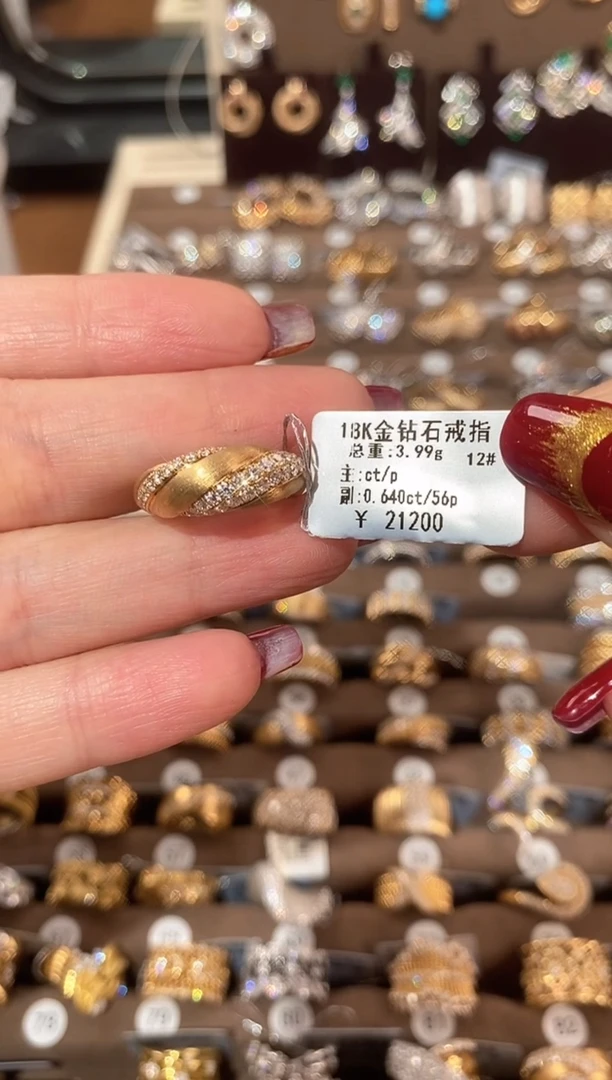 18K金钻石戒指
总重:3.99g 12#
主:ct/p
副:0.640ct/56p
¥ 21200